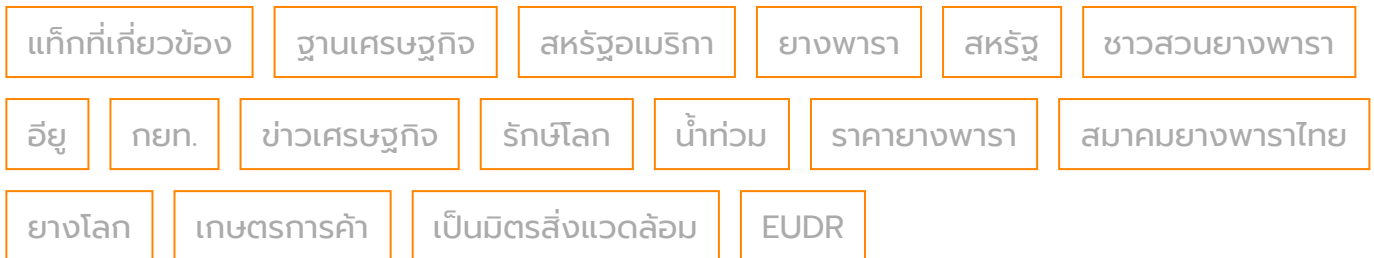 แท็กที่เกี่ยวข้อง ฐานเศรษฐกิจ สหรัฐอเมริกา ยางพารา สหรัฐ ชาวสวนยางพารา
อียู กยท. ข่าวเศรษฐกิจ รักษ์โลก น้ำท่วม ราคายางพารา สมาคมยางพาราไทย
ยางโลก เกษตรการค้า เป็นมิตรสิ่งแวดล้อม EUDR